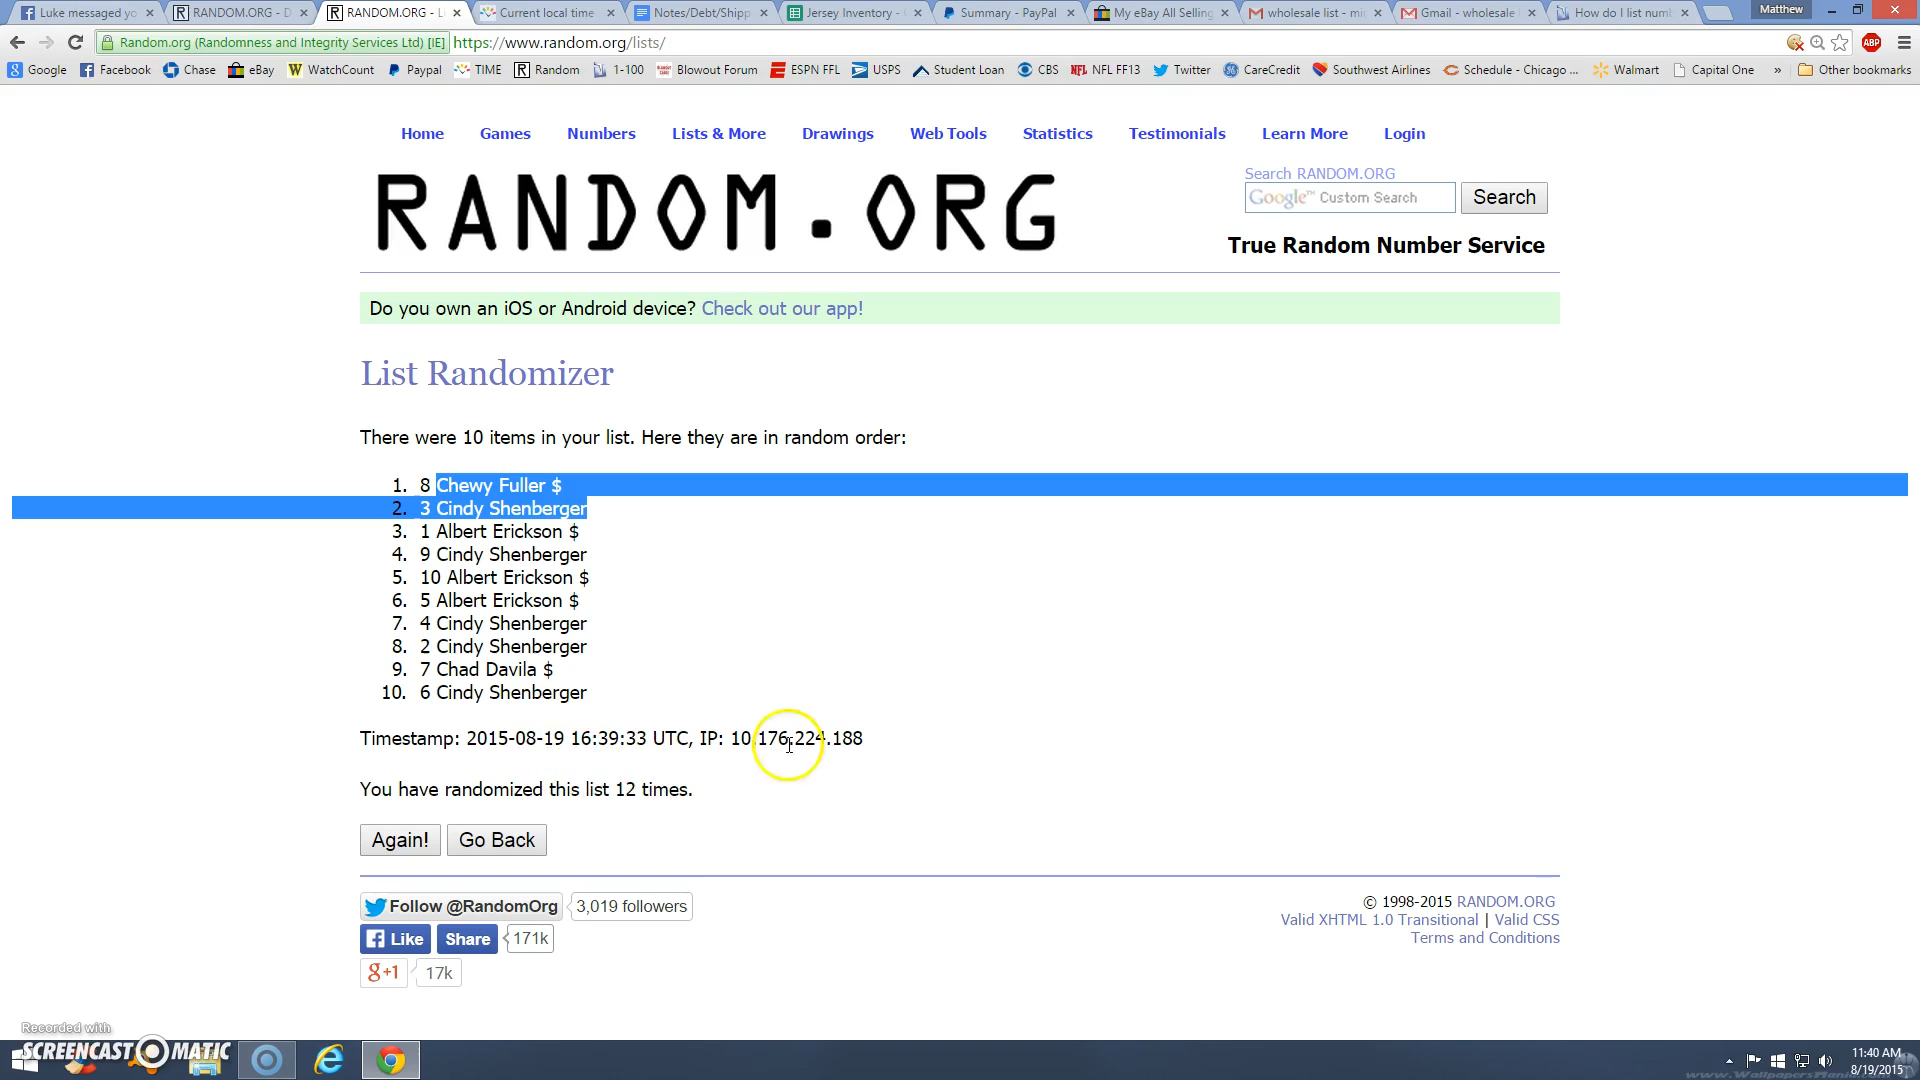 Luke messaged yo
RANDOM.ORG - D
RANDOM.ORG - Li
Current local time
Notes/Debt/Shipp
Jersey Inventory -
Summary - PayPal
My eBay All Selling
wholesale list - mi
Gmail - wholesale
How do I list num
Matthew
Random.org (Randomness and Integrity Services Ltd) [IE] https://www.random.org/lists/
ABP
Google Facebook Chase eBay WatchCount Paypal TIME Random 1-100 Blowout Forum ESPN FFL USPS Student Loan CBS NFL FF13 Twitter CareCredit Southwest Airlines Schedule - Chicago ... Walmart Capital One » Other bookmarks
Home Games Numbers Lists & More Drawings Web Tools Statistics Testimonials Learn More Login
RANDOM.ORG
Search RANDOM.ORG
Google™ Custom Search Search
True Random Number Service
Do you own an iOS or Android device? Check out our app!
List Randomizer
There were 10 items in your list. Here they are in random order:
1. 8 Chewy Fuller $
2. 3 Cindy Shenberger
3. 1 Albert Erickson $
4. 9 Cindy Shenberger
5. 10 Albert Erickson $
6. 5 Albert Erickson $
7. 4 Cindy Shenberger
8. 2 Cindy Shenberger
9. 7 Chad Davila $
10. 6 Cindy Shenberger
Timestamp: 2015-08-19 16:39:33 UTC, IP: 10.176.224.188
You have randomized this list 12 times.
Again! Go Back
Follow @RandomOrg 3,019 followers
Like Share 171k
g+1 17k
© 1998-2015 RANDOM.ORG
Valid XHTML 1.0 Transitional | Valid CSS
Terms and Conditions
Recorded with
SCREENCAST MATIC
11:40 AM
8/19/2015